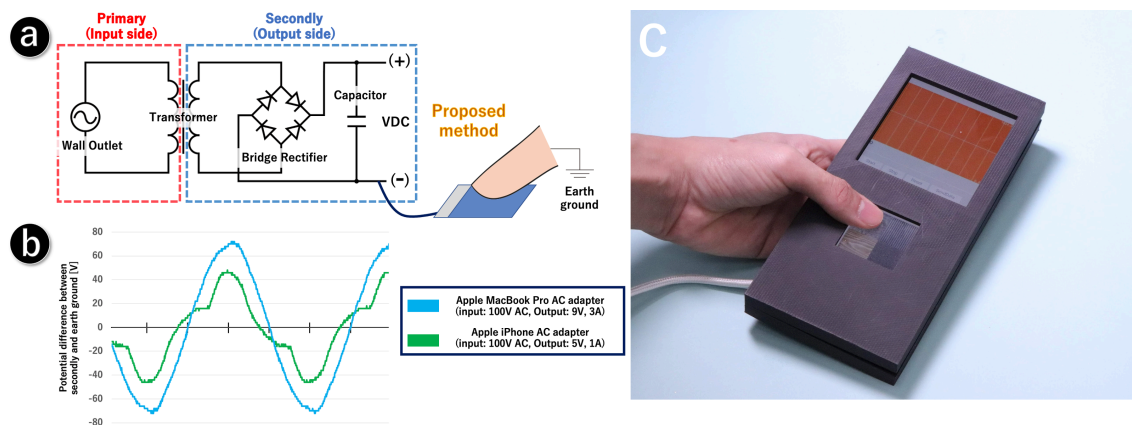 a
Primary
(Input side)
Secondly
(Output side)
(+)
Capacitor
Transformer
VDC
Wall Outlet
Bridge Rectifier
(-)
Proposed
method
Earth
ground
b
Potential difference between
secondly and earth ground [V]
80
60
40
20
0
-20
-40
-60
-80
Apple MacBook Pro AC adapter
(input: 100V AC, Output: 9V, 3A)
Apple iPhone AC adapter
(input: 100V AC, Output: 5V, 1A)
C